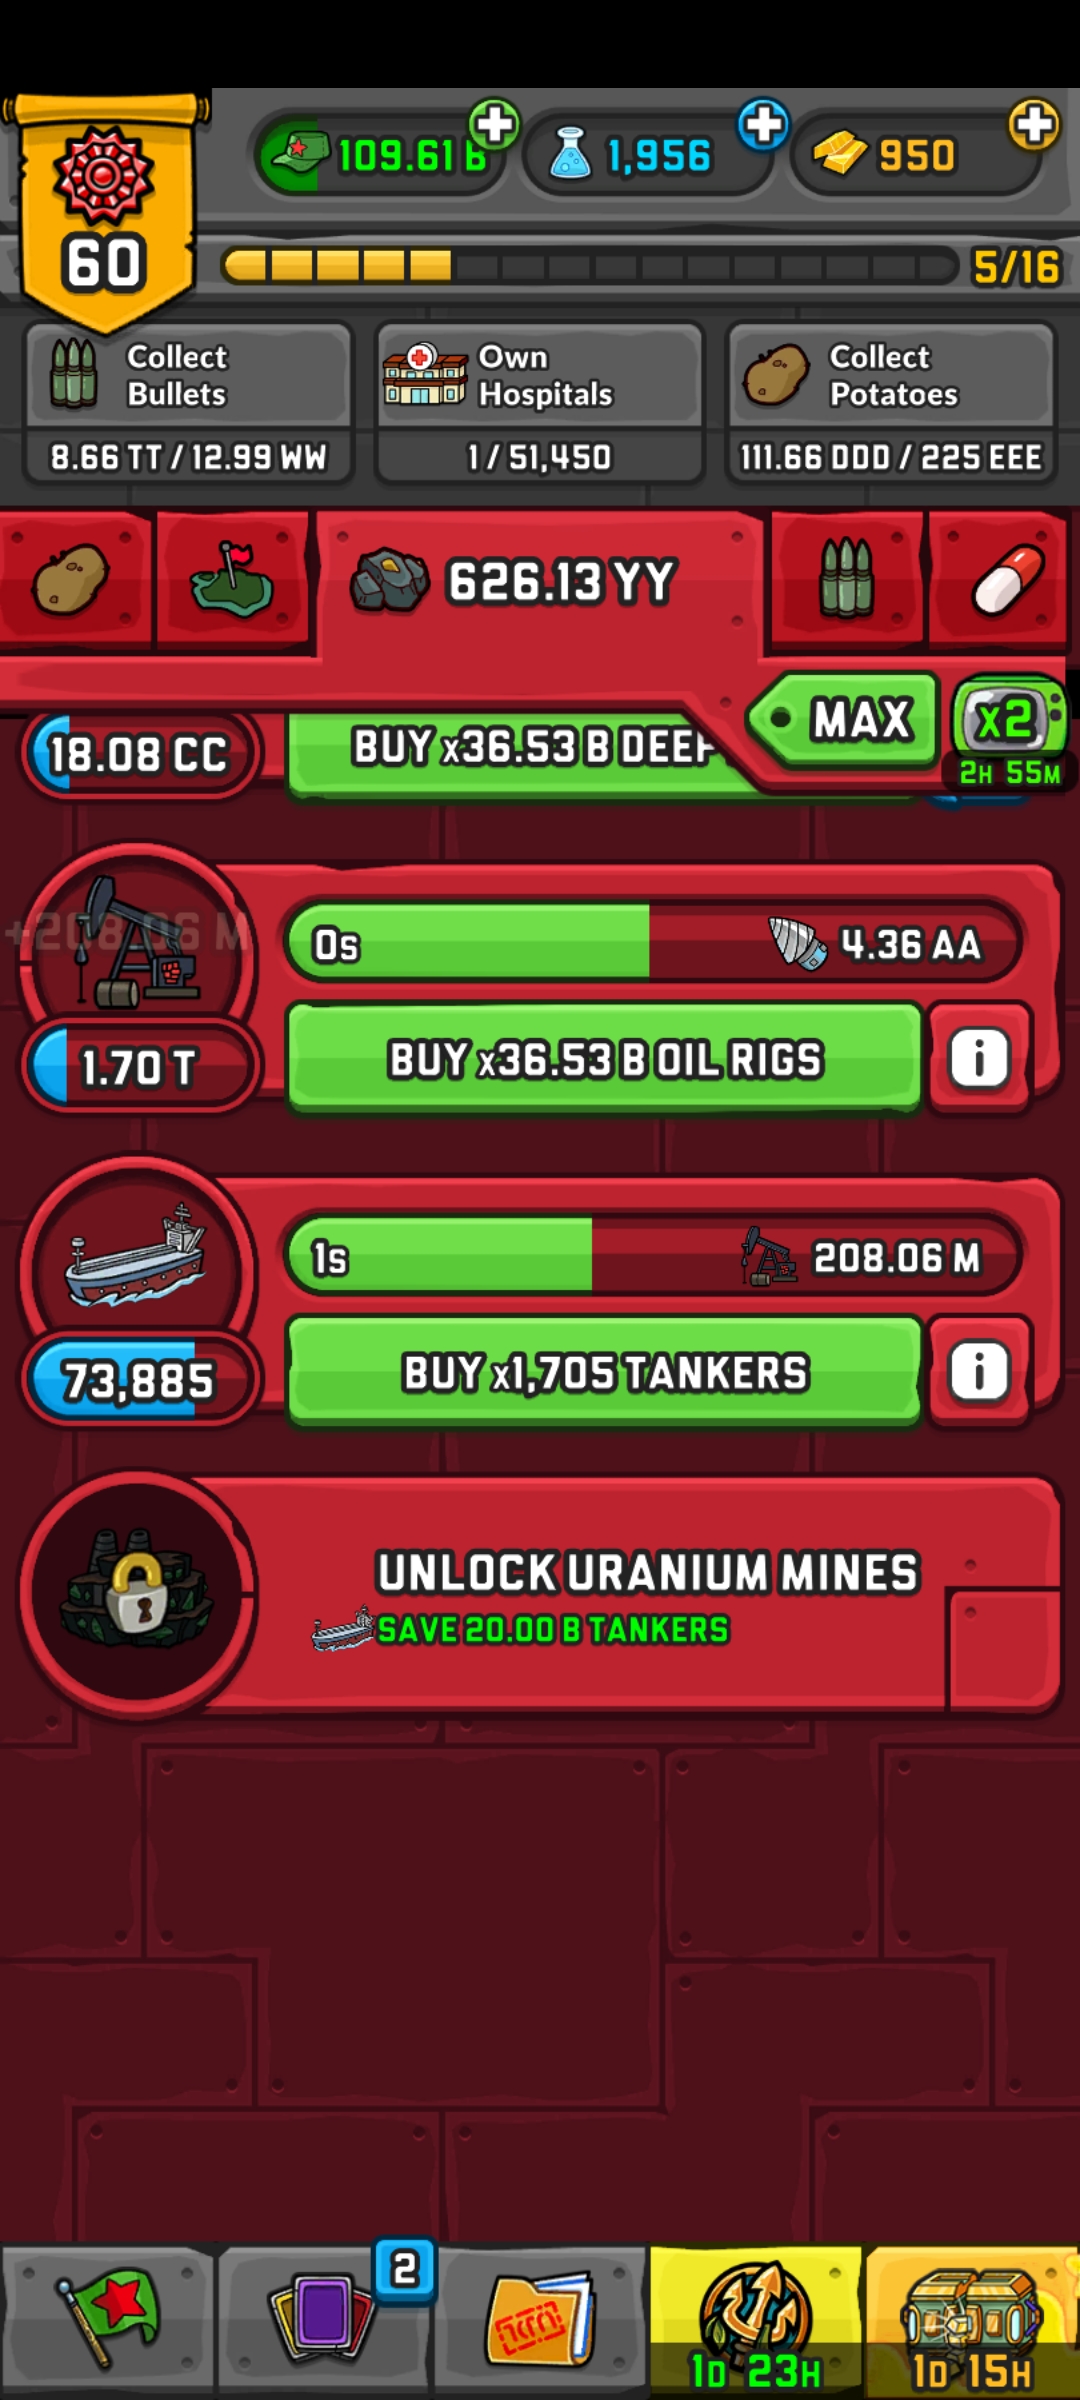 109.61 B
1,956
950
60
5/16
Collect
Bullets
8.66 TT / 12.99 WW
Own
Hospitals
1 / 51,450
Collect
Potatoes
111.66 DDD / 225 EEE
626.13 YY
MAX
x2
2H 55M
18.08 CC
BUY x36.53 B DEEP
+208.06 M
0s
4.36 AA
1.70 T
BUY x36.53 B OIL RIGS
i
1s
208.06 M
73,885
BUY x1,705 TANKERS
i
UNLOCK URANIUM MINES
SAVE 20.00 B TANKERS
2
1D 23H
1D 15H